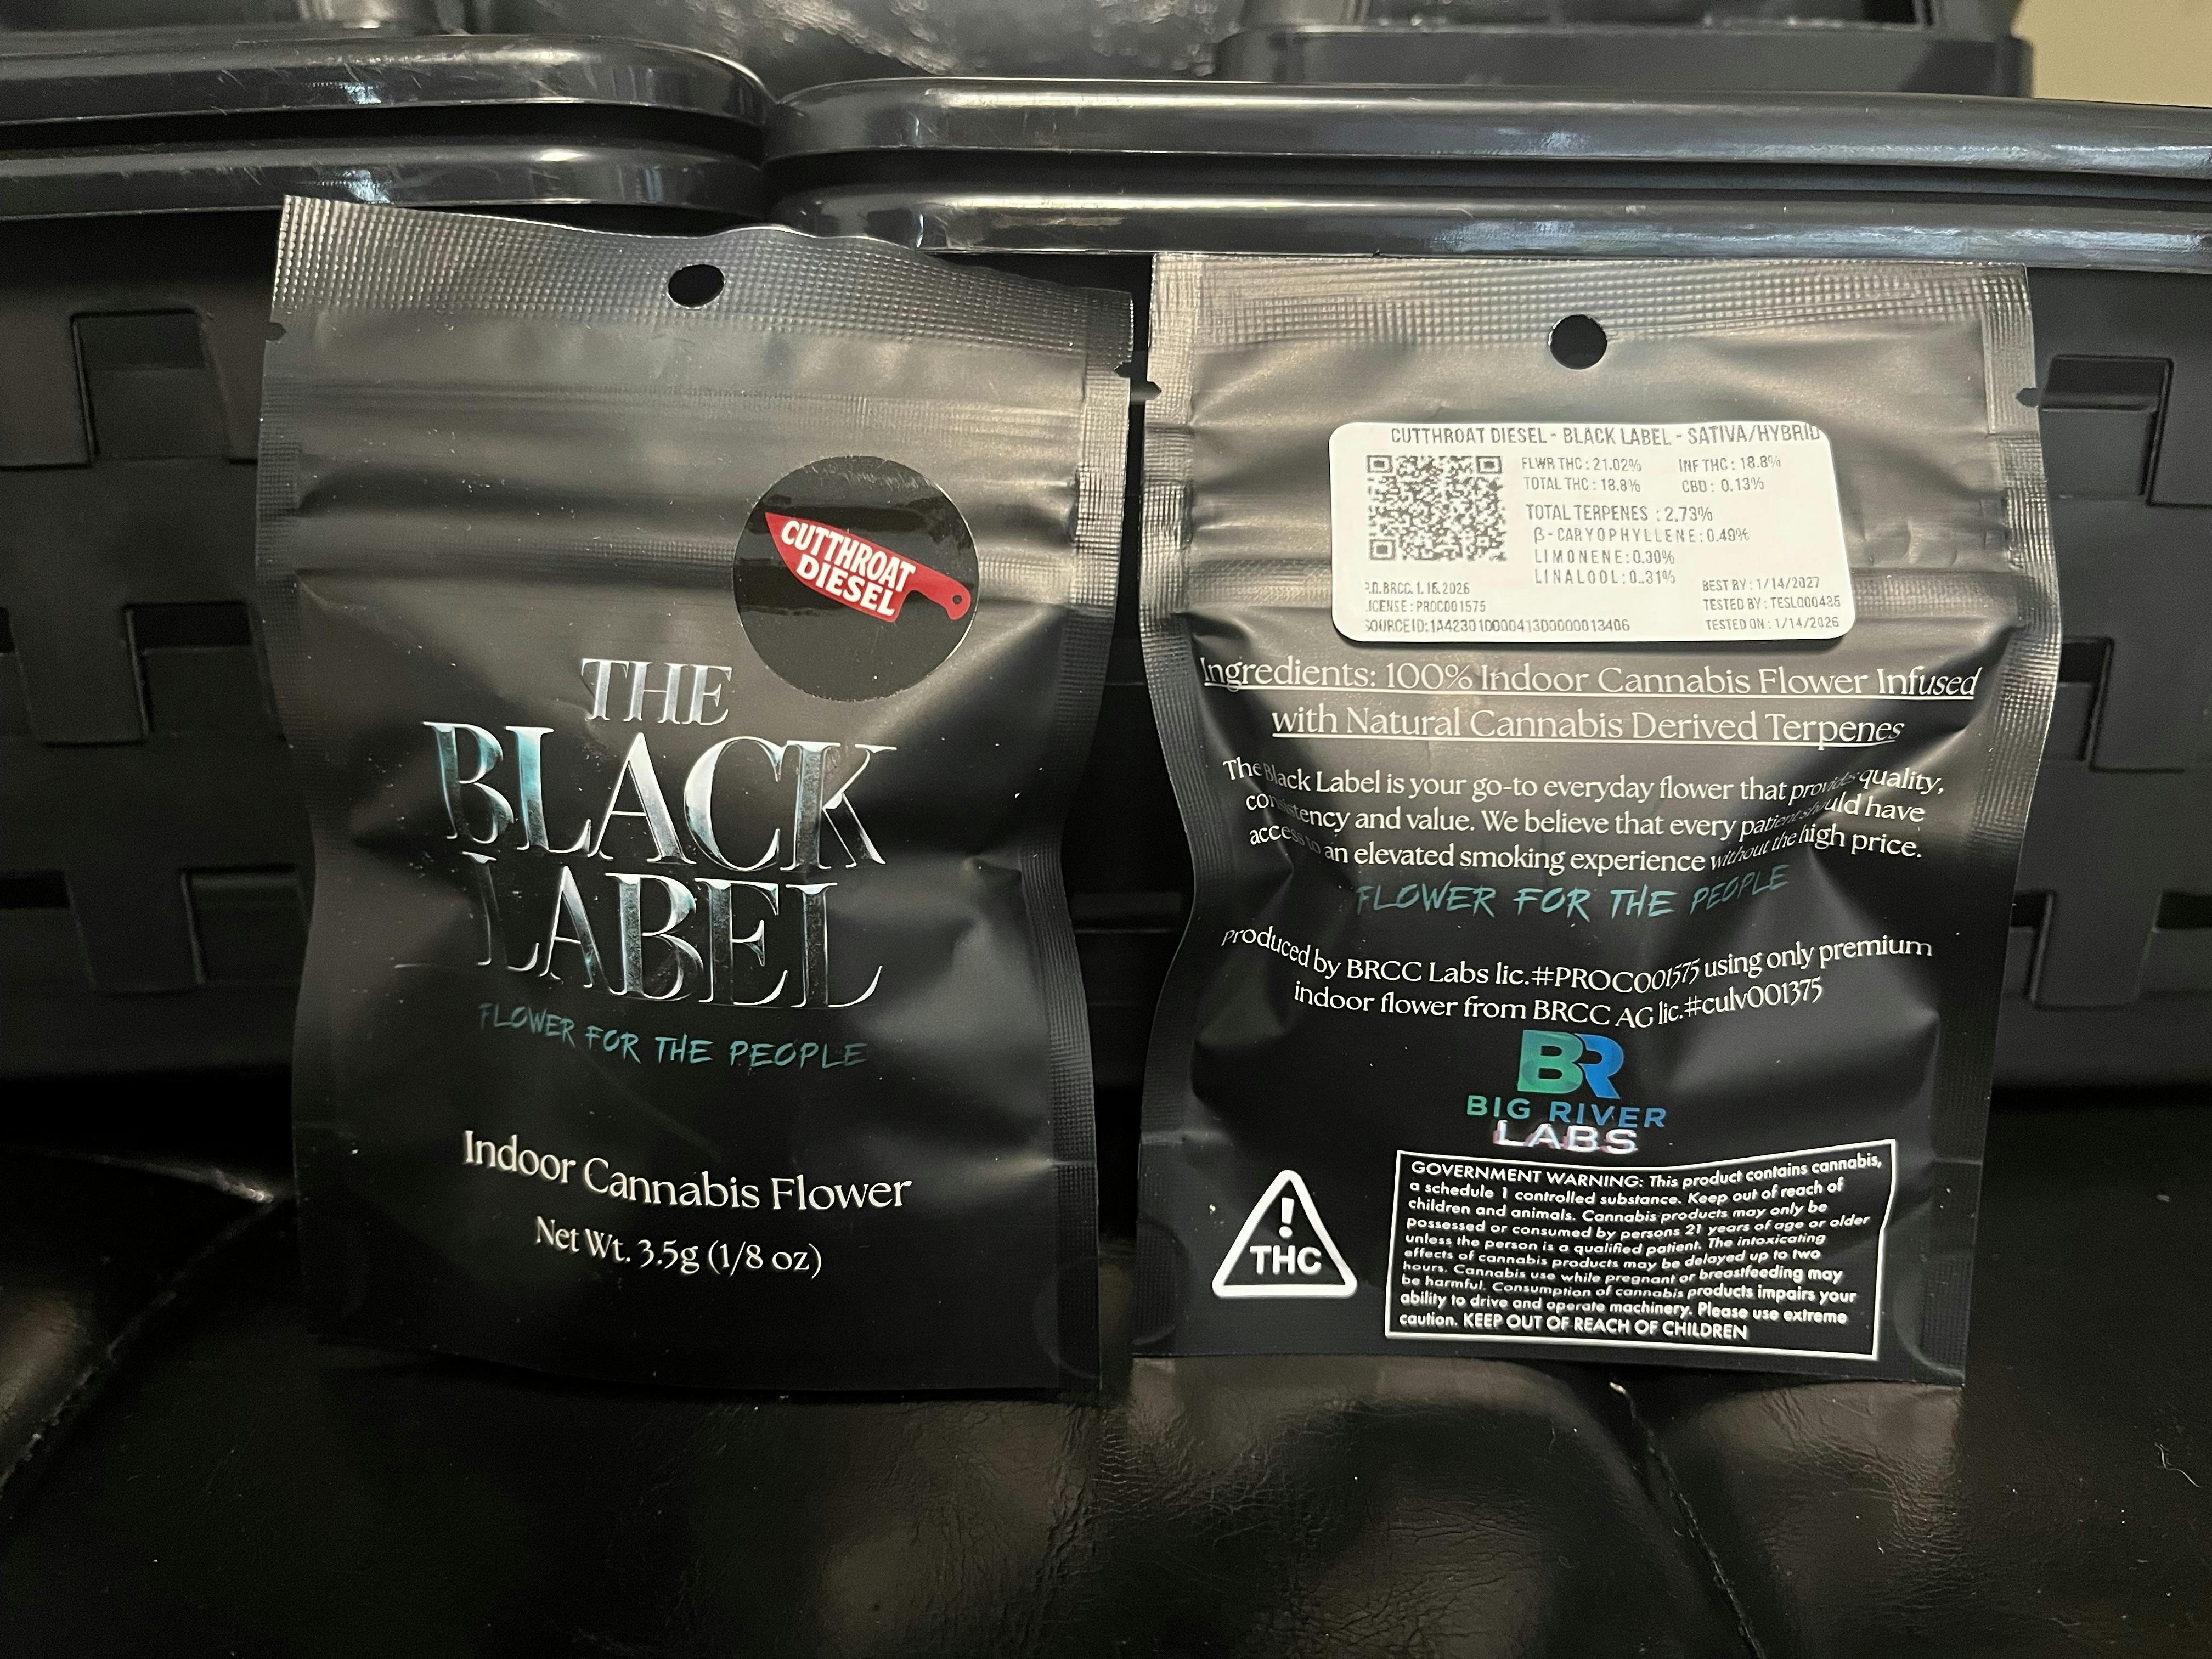 CUTTHROAT
DIESEL
THE
BLACK
LABEL
FLOWER FOR THE PEOPLE
Indoor Cannabis Flower
Net Wt. 3.5g (1/8 oz)
CUTTHROAT DIESEL - BLACK LABEL - SATIVA/HYBRID
FLWR THC : 21.02% INF THC : 18.8%
TOTAL THC : 18.8% CBD : 0.13%
TOTAL TERPENES : 2.73%
β-CARYOPHYLLENE : 0.49%
LIMONENE : 0.30%
LINALOOL : 0..31%
P.D. BRCC. 1.15.2026 BEST BY : 1/14/2027
ICENSE : PROC001575 TESTED BY : TESL000485
SOURCE ID : 1A4230100004130000013406 TESTED ON : 1/14/2026
Ingredients: 100% Indoor Cannabis Flower Infused
with Natural Cannabis Derived Terpenes
The Black Label is your go-to everyday flower that provides quality,
consistency and value. We believe that every patient should have
access to an elevated smoking experience without the high price.
FLOWER FOR THE PEOPLE
Produced by BRCC Labs lic.#PROC001575 using only premium
indoor flower from BRCC AG lic.#culv001375
BR
BIG RIVER
LABS
!
THC
GOVERNMENT WARNING: This product contains cannabis,
a schedule 1 controlled substance. Keep out of reach of
children and animals. Cannabis products may only be
possessed or consumed by persons 21 years of age or older
unless the person is a qualified patient. The intoxicating
effects of cannabis products may be delayed up to two
hours. Cannabis use while pregnant or breastfeeding may
be harmful. Consumption of cannabis products impairs your
ability to drive and operate machinery. Please use extreme
caution. KEEP OUT OF REACH OF CHILDREN